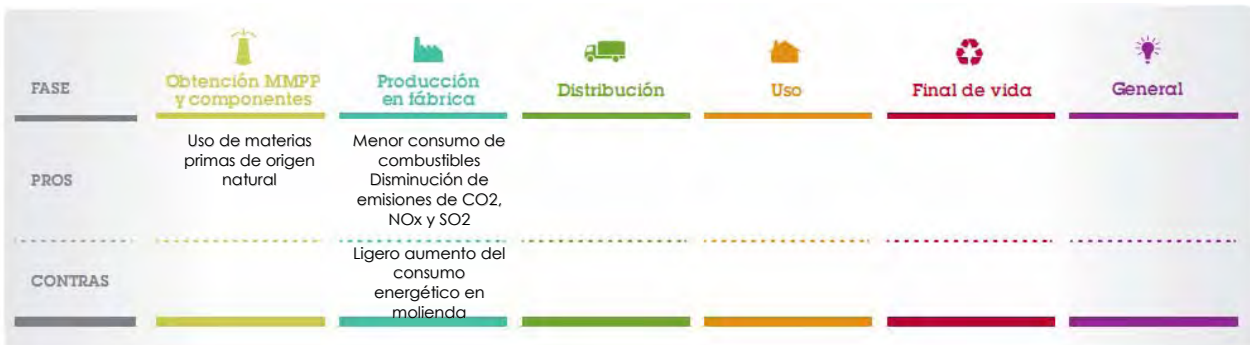 FASE
Obtención MMPP
y componentes
Producción
en fábrica
Distribución
Uso
Final de vida
General
PROS
Uso de materias
primas de origen
natural
Menor consumo de
combustibles
Disminución de
emisiones de CO2,
NOx y SO2
CONTRAS
Ligero aumento del
consumo
energético en
molienda